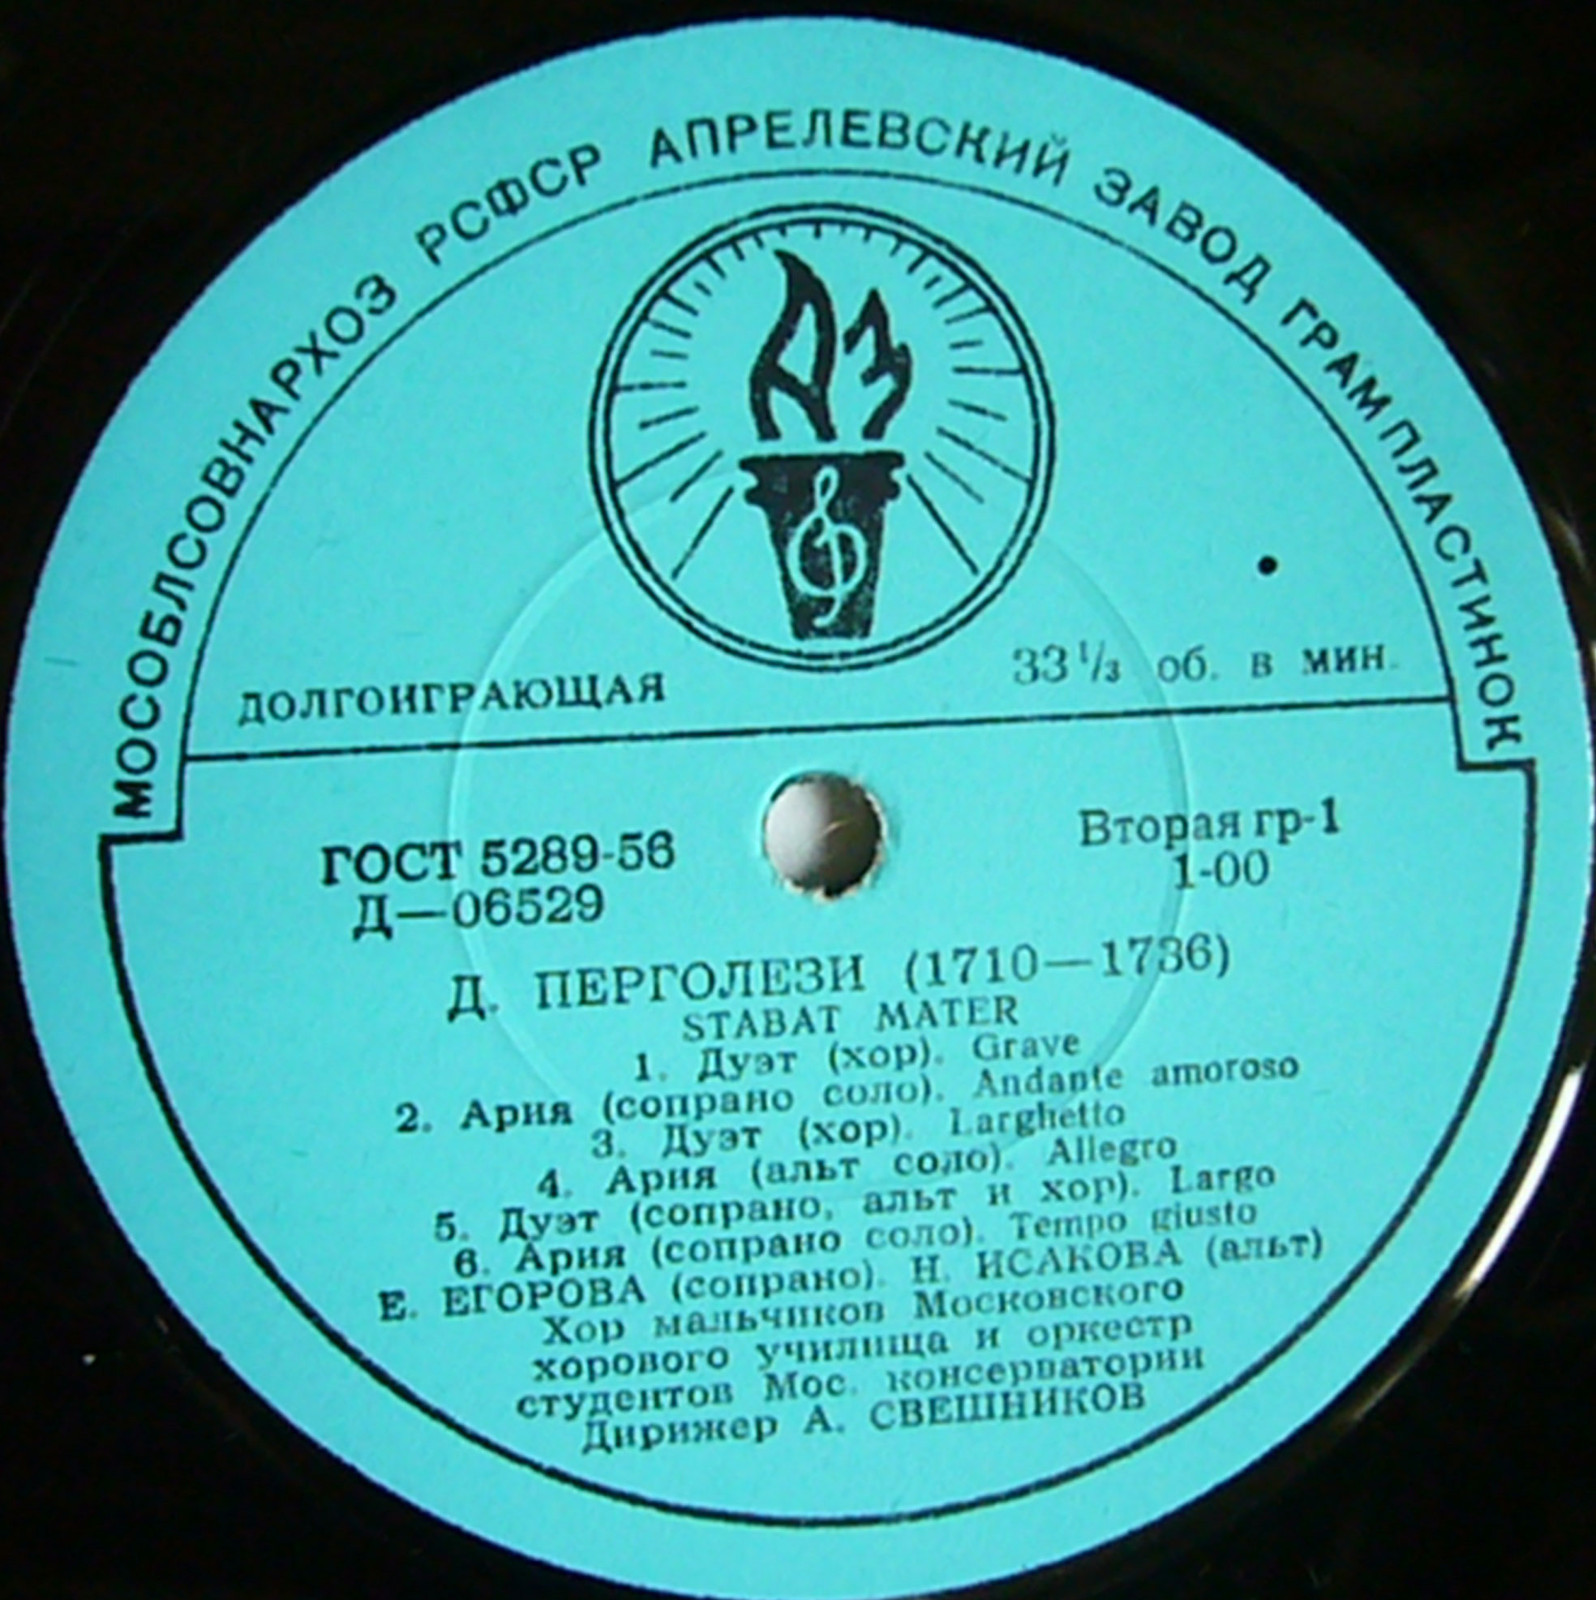 МОСОБЛСОВНАРХОЗ РСФСР АПРЕЛЕВСКИЙ ЗАВОД ГРАМПЛАСТИНОК
АЗ
ДОЛГОИГРАЮЩАЯ
33 1/3 об. в мин.
ГОСТ 5289-56
Д—06529
Вторая гр-1
1-00
Д. ПЕРГОЛЕЗИ (1710—1736)
STABAT MATER
1. Дуэт (хор). Grave
2. Ария (сопрано соло). Andante amoroso
3. Дуэт (хор). Larghetto
4. Ария (альт соло). Allegro
5. Дуэт (сопрано, альт и хор). Largo
6. Ария (сопрано соло). Tempo giusto
Е. ЕГОРОВА (сопрано). Н. ИСАКОВА (альт)
Хор мальчиков Московского
хорового училища и оркестр
студентов Мос. консерватории
Дирижер А. СВЕШНИКОВ